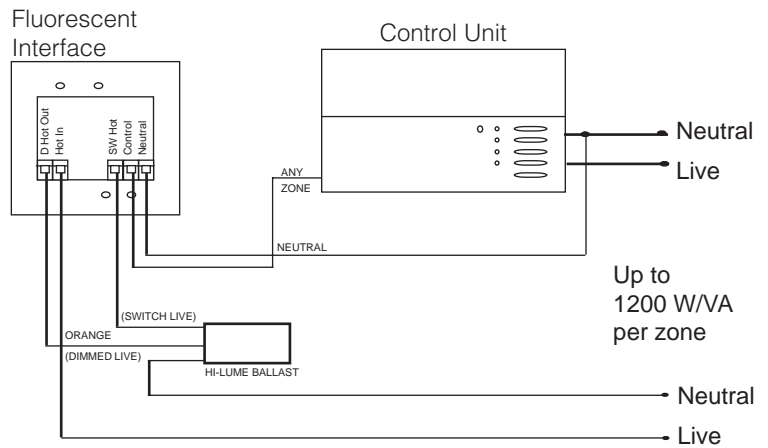 Fluorescent
Interface
Control Unit
D Hot Out
Hot In
SW Hot
Control
Neutral
Neutral
Live
ANY
ZONE
NEUTRAL
Up to
1200 W/VA
per zone
(SWITCH LIVE)
ORANGE
(DIMMED LIVE)
HI-LUME BALLAST
Neutral
Live